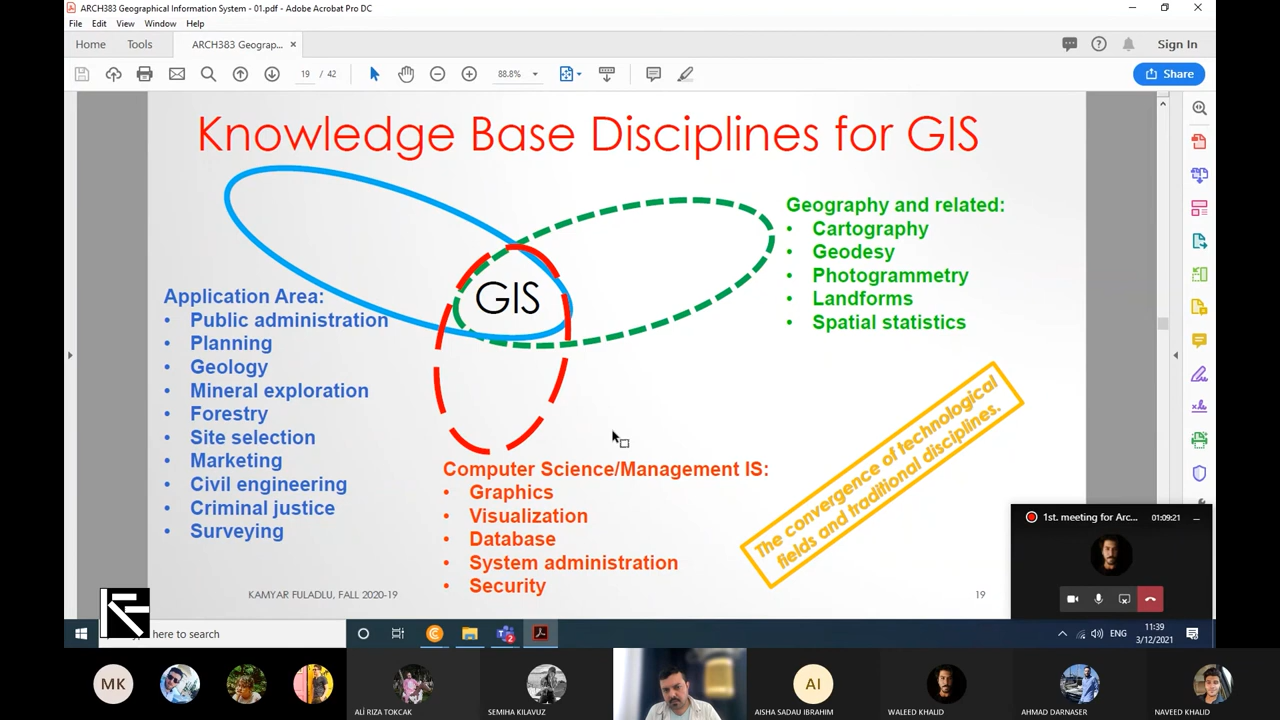 ARCH383 Geographical Information System - 01.pdf - Adobe Acrobat Pro DC
File Edit View Window Help
Home Tools ARCH383 Geograp... ×
Sign In
19 / 42
88.8%
Share
Knowledge Base Disciplines for GIS
GIS
Geography and related:
• Cartography
• Geodesy
• Photogrammetry
• Landforms
• Spatial statistics
Application Area:
• Public administration
• Planning
• Geology
• Mineral exploration
• Forestry
• Site selection
• Marketing
• Civil engineering
• Criminal justice
• Surveying
Computer Science/Management IS:
• Graphics
• Visualization
• Database
• System administration
• Security
The convergence of technological
fields and traditional disciplines.
KAMYAR FULADLU, FALL 2020-19
19
1st. meeting for Arc...
01:09:21
here to search
ENG
11:39
3/12/2021
MK
ALİ RIZA TOKCAK
SEMIHA KILAVUZ
AI
AISHA SADAU IBRAHIM
WALEED KHALID
AHMAD DARNASER
NAVEED KHALID